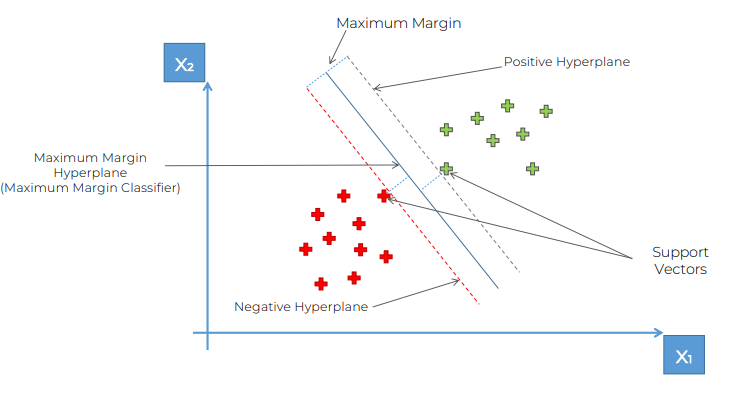 Maximum Margin
X₂
Positive Hyperplane
Maximum Margin
Hyperplane
(Maximum Margin Classifier)
Support
Vectors
Negative Hyperplane
X₁